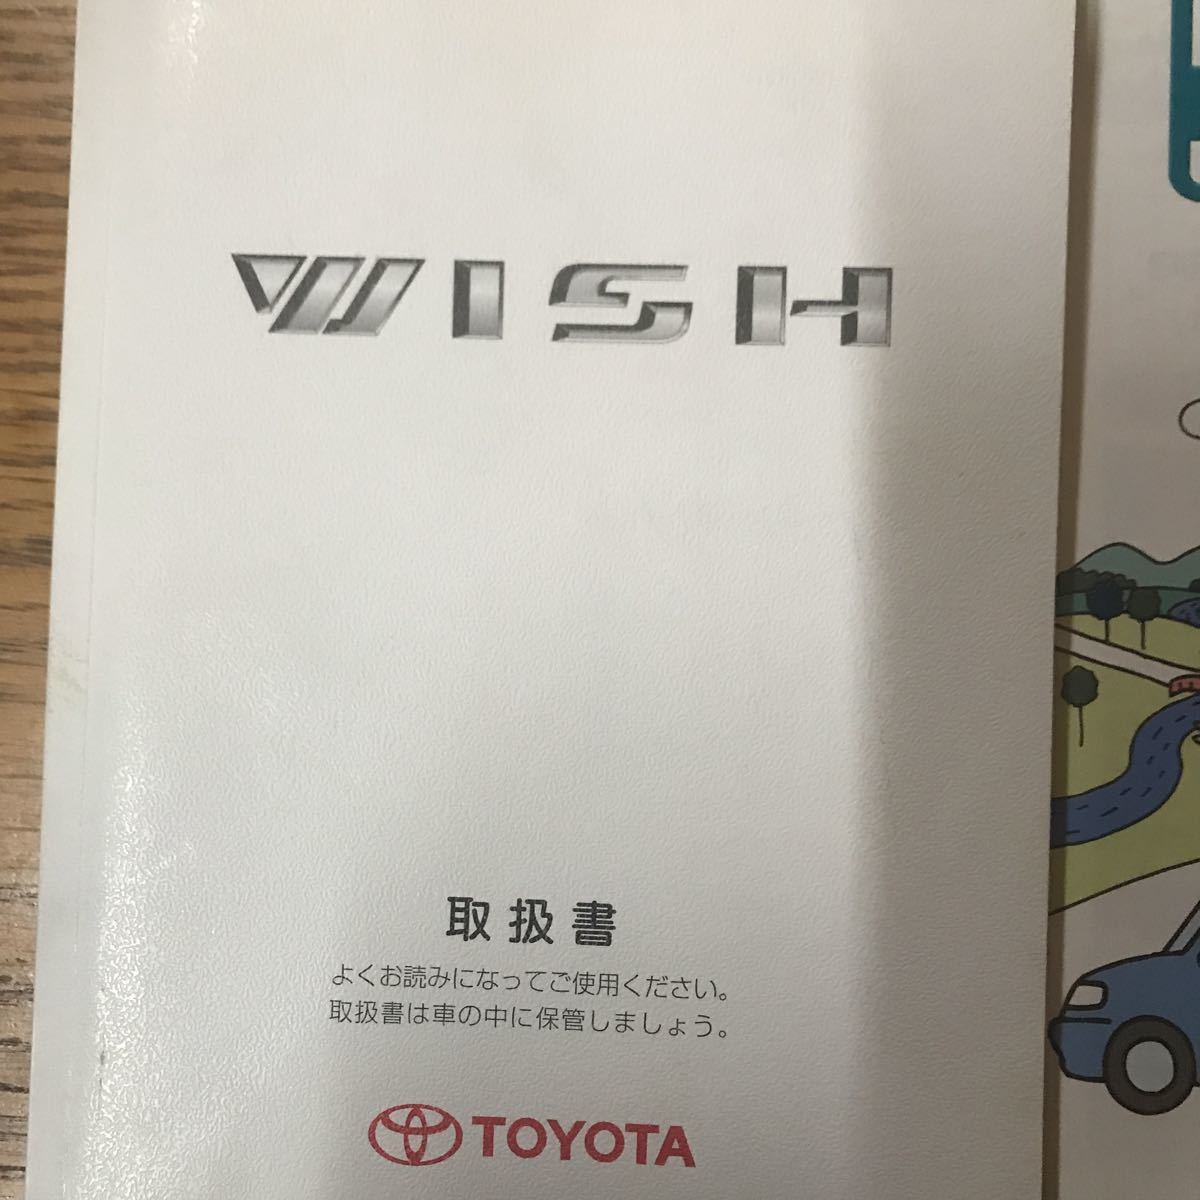 WISH
取扱書
よくお読みになってご使用ください。
取扱書は車の中に保管しましょう。
TOYOTA